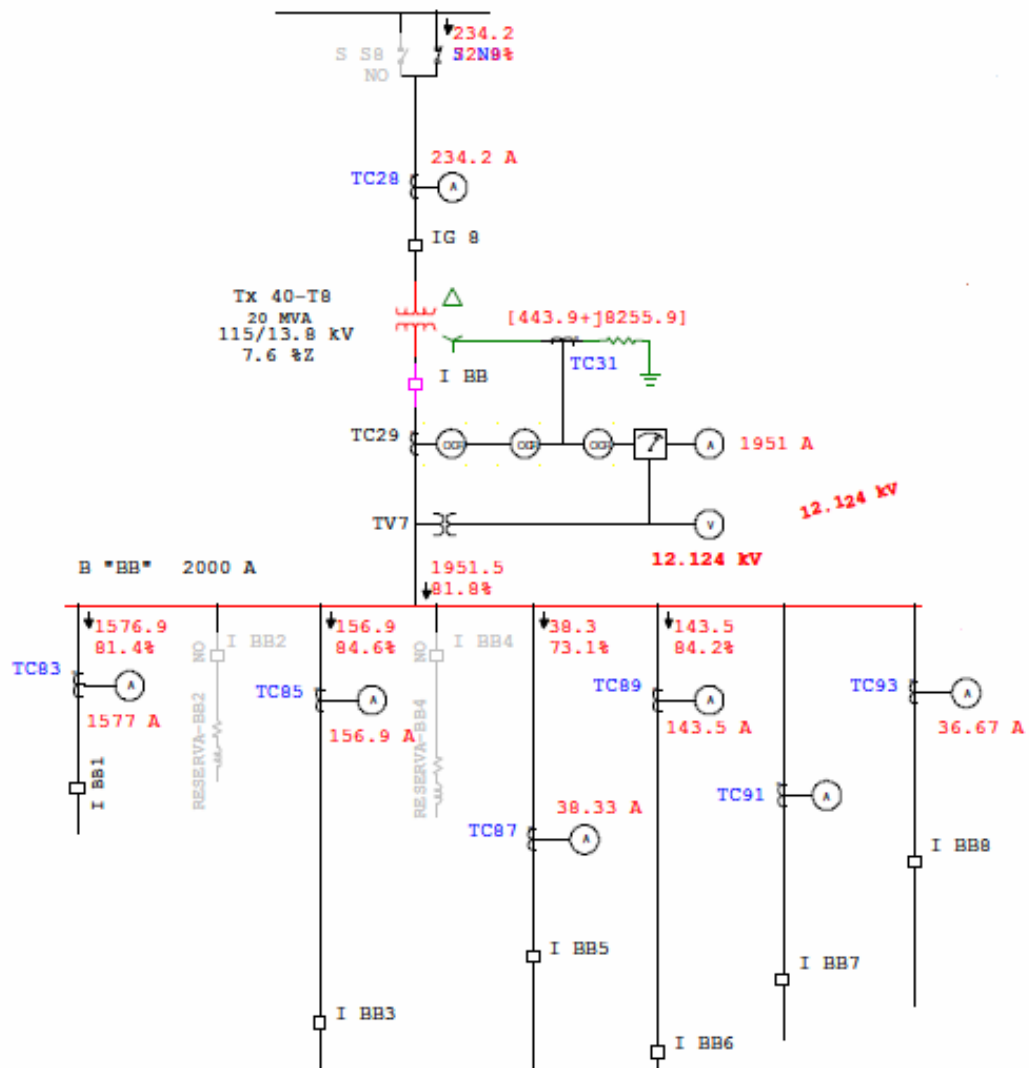 234.2
S S8
NO
234.2 A
TC28
A
IG 8
Tx 40-T8
20 MVA
115/13.8 kV
7.6 %Z
[443.9+j8255.9]
TC31
I BB
TC29
OCR
OCR
OCR
A
1951 A
TV7
V
12.124 kV
12.124 kV
B "BB" 2000 A
1951.5
81.8%
1576.9
81.4%
TC83
A
1577 A
I BB1
I BB2
NO
RESERVA-BB2
156.9
84.6%
TC85
A
156.9 A
I BB3
I BB4
NO
RESERVA-BB4
38.3
73.1%
38.33 A
TC87
A
I BB5
143.5
84.2%
TC89
A
143.5 A
I BB6
TC91
A
I BB7
TC93
A
36.67 A
I BB8